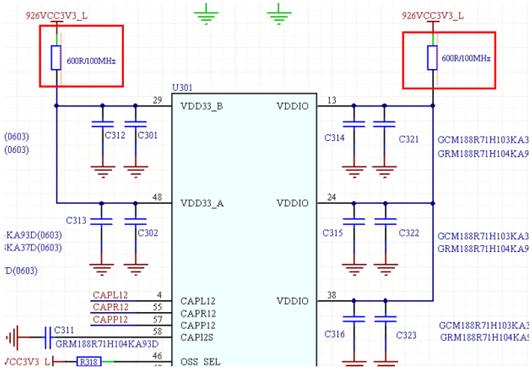 926VCC3V3_L
926VCC3V3_L
600R/100MHz
600R/100MHz
U301
29
VDD33_B
VDDIO
13
C312
C301
C314
C321
(0603)
(0603)
GCM188R71H103KA3
GRM188R71H104KA9
48
VDD33_A
VDDIO
24
C313
C302
C315
C322
KA93D(0603)
KA37D(0603)
GCM188R71H103KA3
GRM188R71H104KA9
D(0603)
CAPL12
4
CAPL12
VDDIO
38
CAPR12
55
CAPR12
CAPP12
57
CAPP12
C311
58
CAPI2S
GRM188R71H104KA93D
C316
C323
GCM188R71H103KA3
GRM188R71H104KA9
VCC3V3_L
R318
46
OSS_SEL